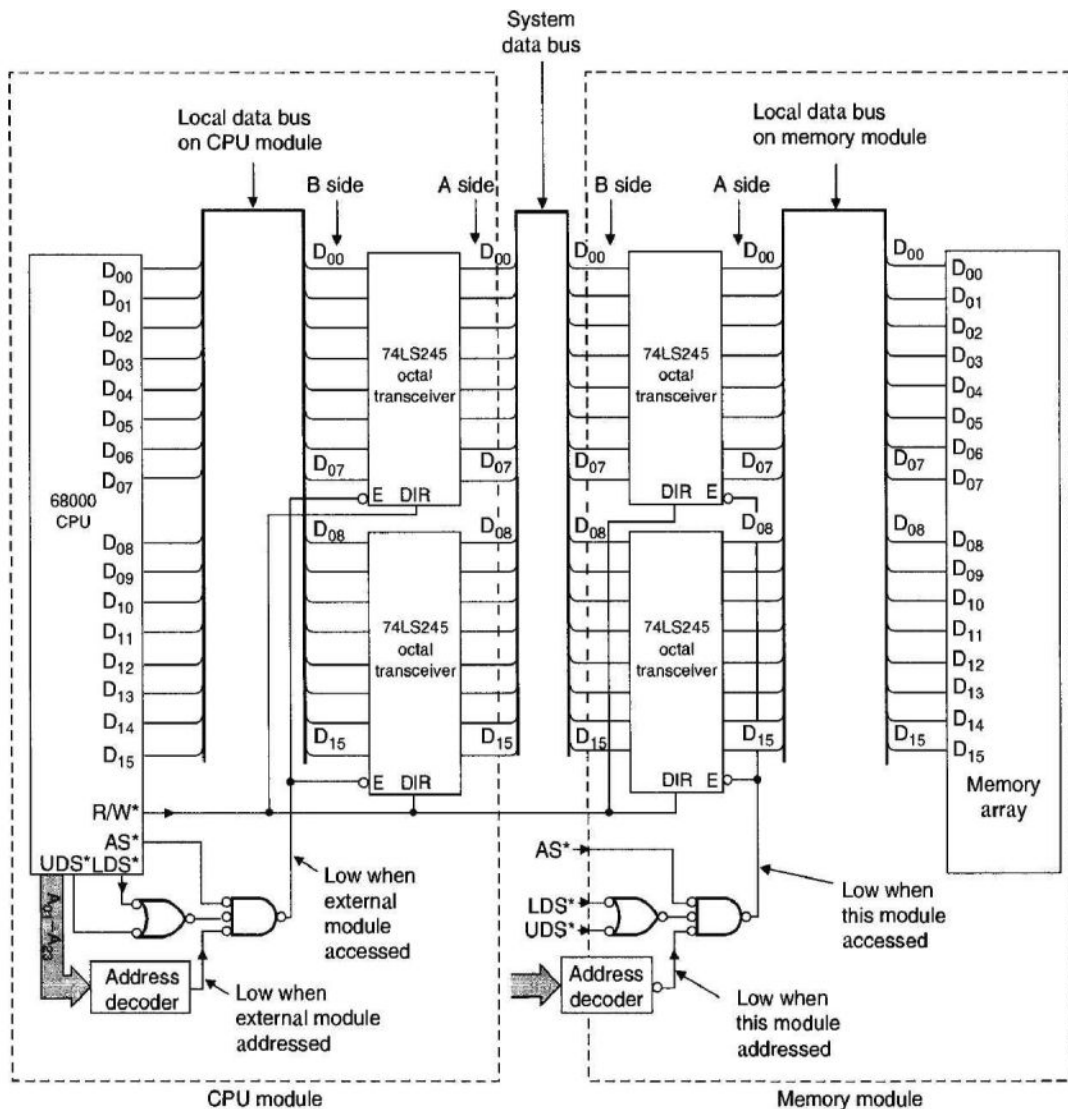 System
data bus
Local data bus
on CPU module
Local data bus
on memory module
B side
A side
B side
A side
D00
D01
D02
D03
D04
D05
D06
D07
68000
CPU
D08
D09
D10
D11
D12
D13
D14
D15
R/W*
AS*
UDS* LDS*
A01–A23
D00
D07
D08
D15
74LS245
octal
transceiver
E DIR
74LS245
octal
transceiver
E DIR
D00
D07
D08
D15
D00
D07
D08
D15
74LS245
octal
transceiver
DIR E
74LS245
octal
transceiver
DIR E
D00
D07
D08
D15
D00
D07
D08
D15
D00
D01
D02
D03
D04
D05
D06
D07
D08
D09
D10
D11
D12
D13
D14
D15
Memory
array
Low when
external
module
accessed
Address
decoder
Low when
external module
addressed
AS*
LDS*
UDS*
Address
decoder
Low when
this module
accessed
Low when
this module
addressed
CPU module
Memory module